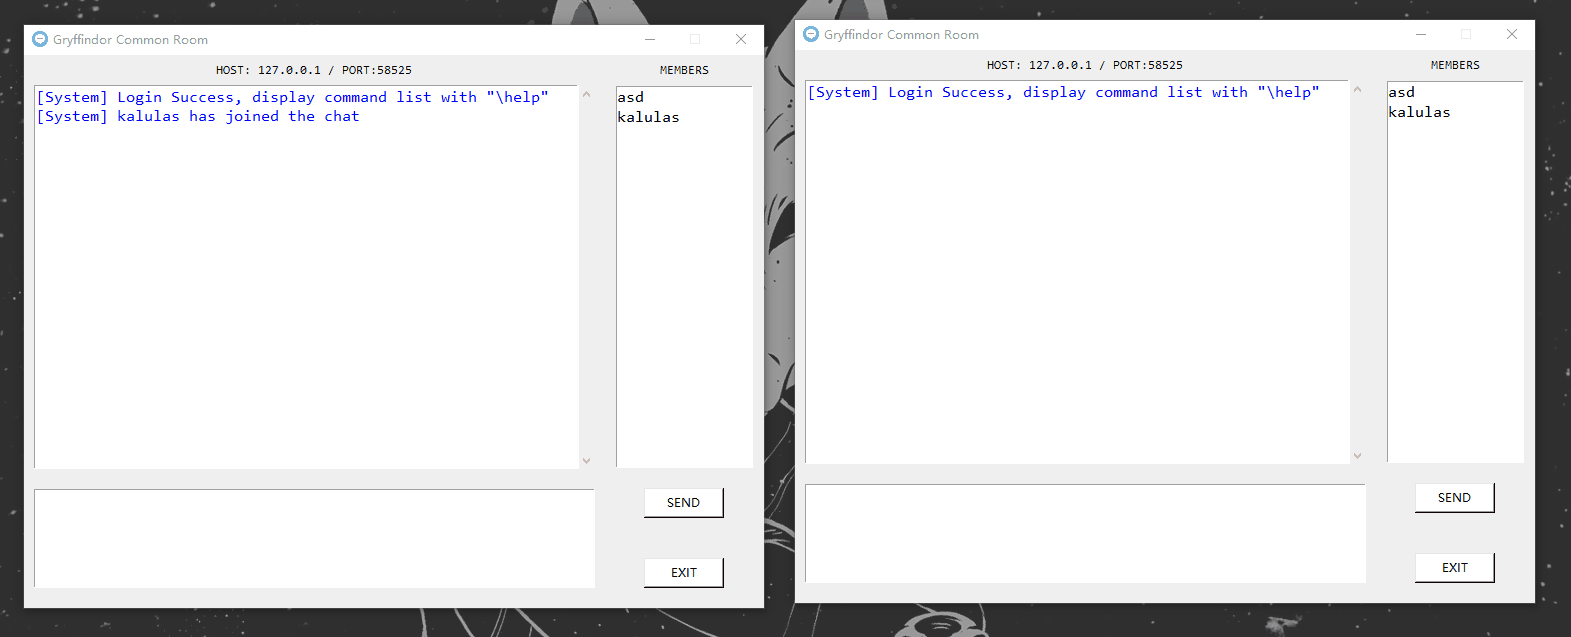 Gryffindor Common Room
HOST: 127.0.0.1 / PORT:58525
MEMBERS
[System] Login Success, display command list with "\help"
[System] kalulas has joined the chat
asd
kalulas
SEND
EXIT
Gryffindor Common Room
HOST: 127.0.0.1 / PORT:58525
MEMBERS
[System] Login Success, display command list with "\help"
asd
kalulas
SEND
EXIT